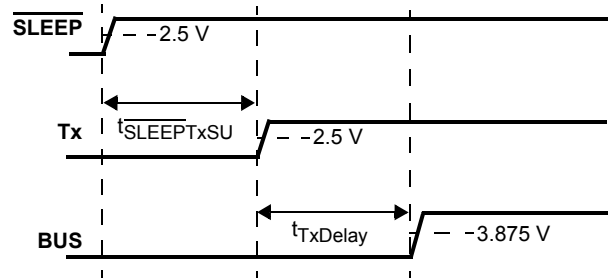 SLEEP
2.5 V
tSLEEPTxSU
Tx
2.5 V
tTxDelay
BUS
3.875 V